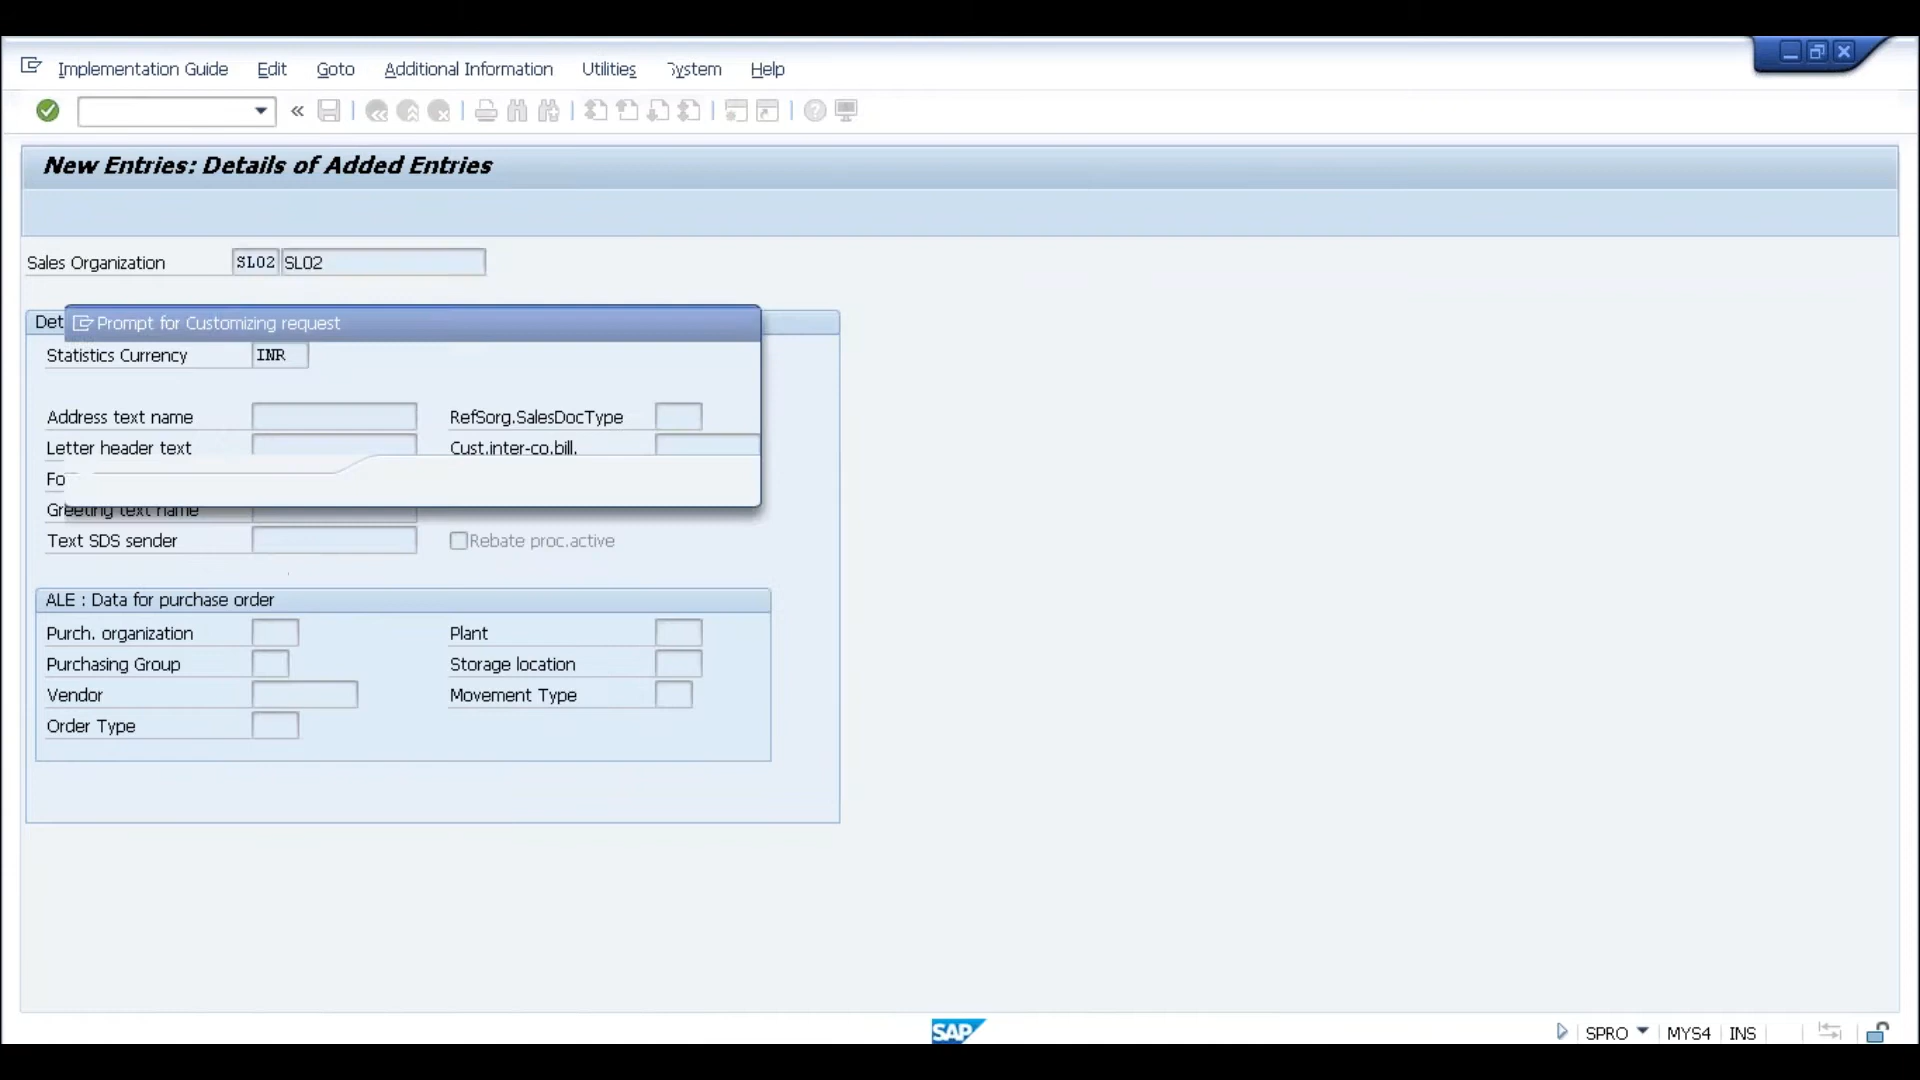 Implementation Guide Edit Goto Additional Information Utilities System Help
New Entries: Details of Added Entries
Sales Organization SL02 SL02
Det Prompt for Customizing request
Statistics Currency INR
Address text name RefSorg.SalesDocType
Letter header text Cust.inter-co.bill.
Fo
Greeting text name
Text SDS sender Rebate proc.active
ALE : Data for purchase order
Purch. organization Plant
Purchasing Group Storage location
Vendor Movement Type
Order Type
SAP SPRO MYS4 INS